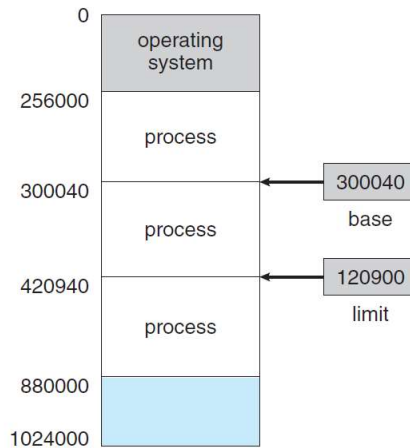 0
operating
system
256000
process
300040
300040
base
process
420940
120900
limit
process
880000
1024000